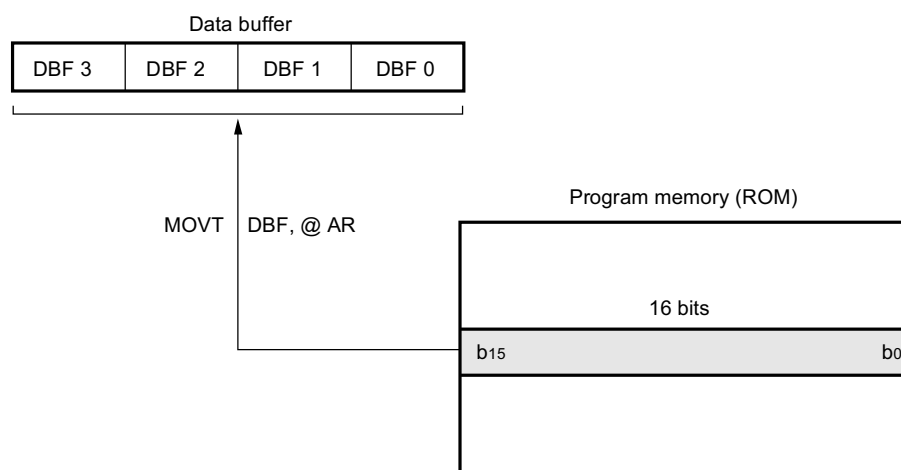 Data buffer
DBF 3 DBF 2 DBF 1 DBF 0
Program memory (ROM)
MOVT DBF, @ AR
16 bits
b15 b0